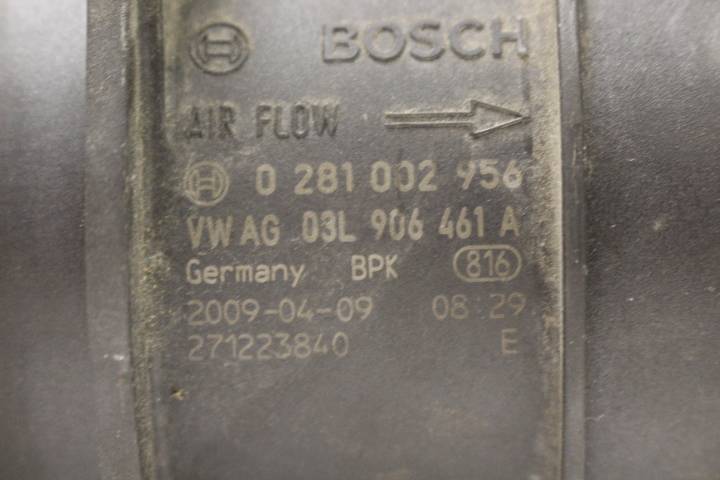 BOSCH
AIR FLOW
0 281 002 956
VW AG 03L 906 461 A
Germany BPK 816
2009-04-09 08:29
271223840 E